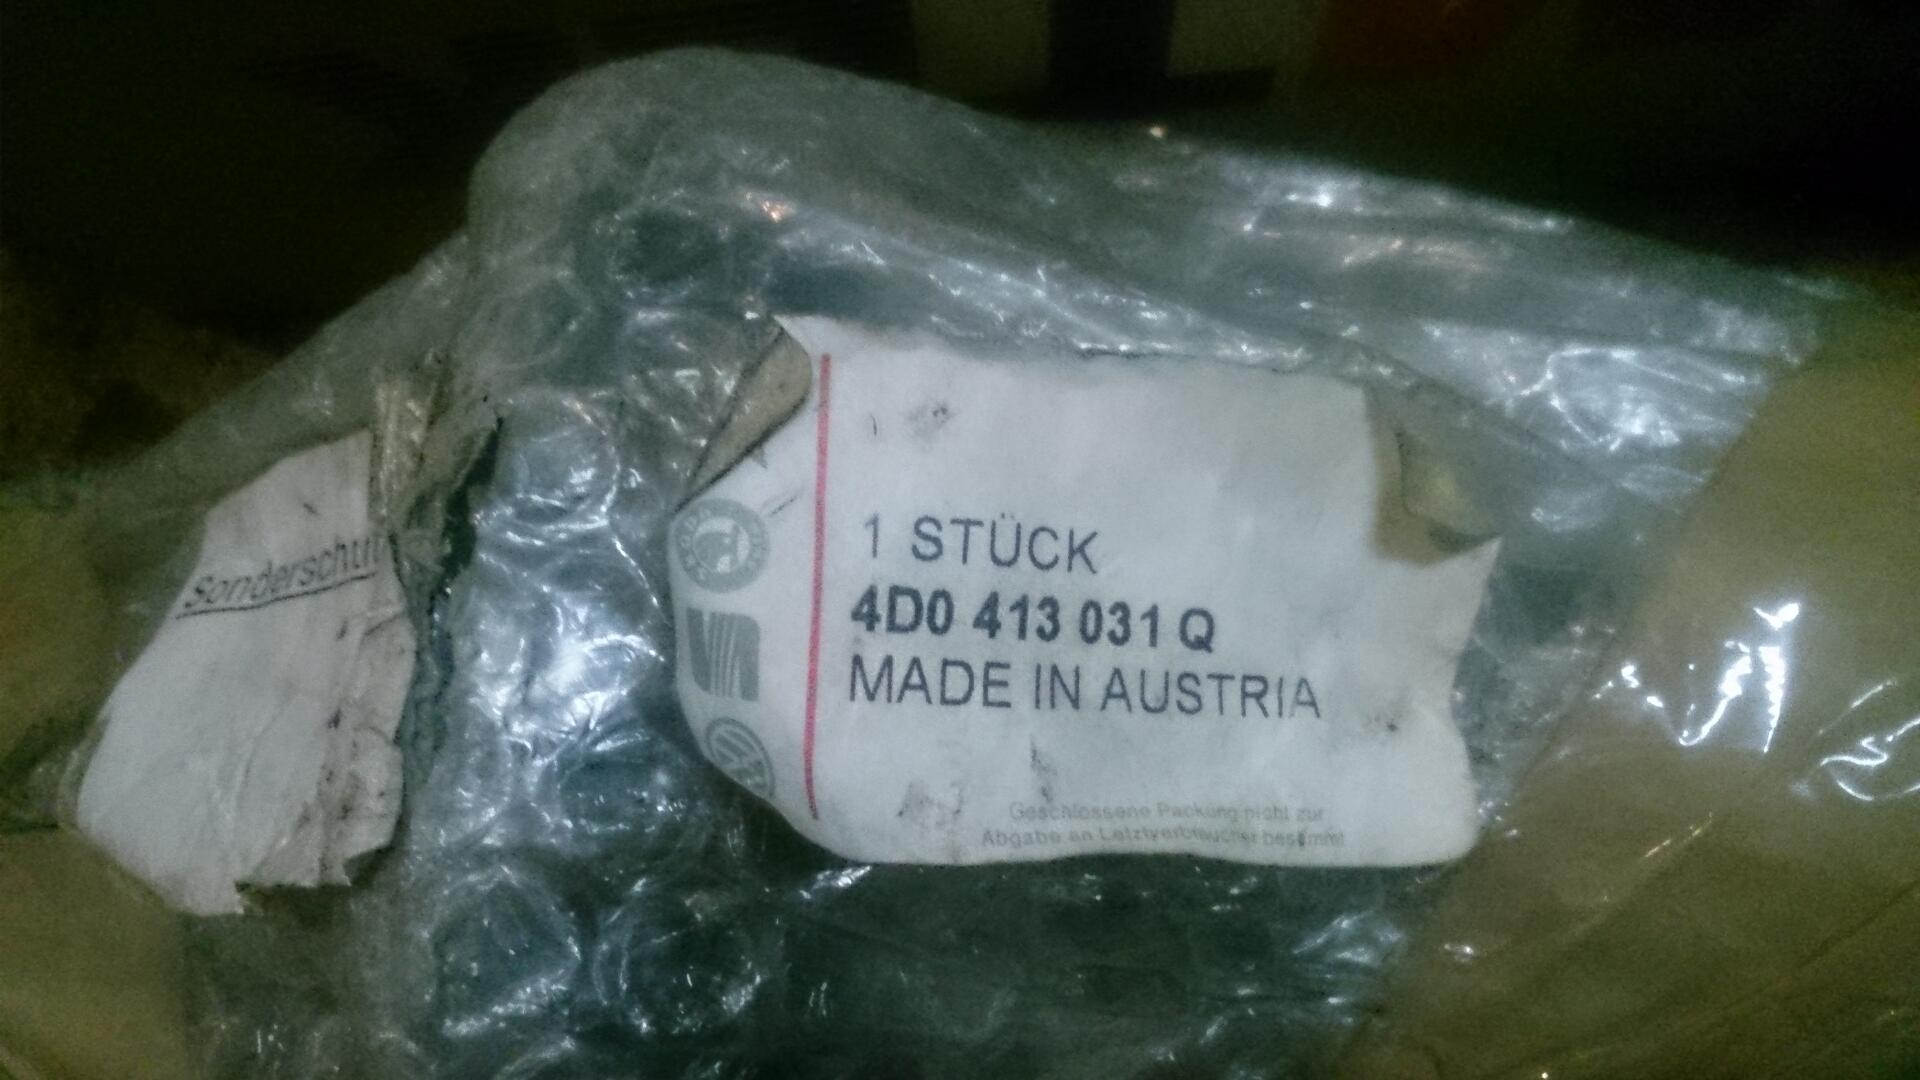 Sonderschut
1 STÜCK
4D0 413 031 Q
MADE IN AUSTRIA
Geschlossene Packung nicht zur
Abgabe an Letztverbraucher bestimmt